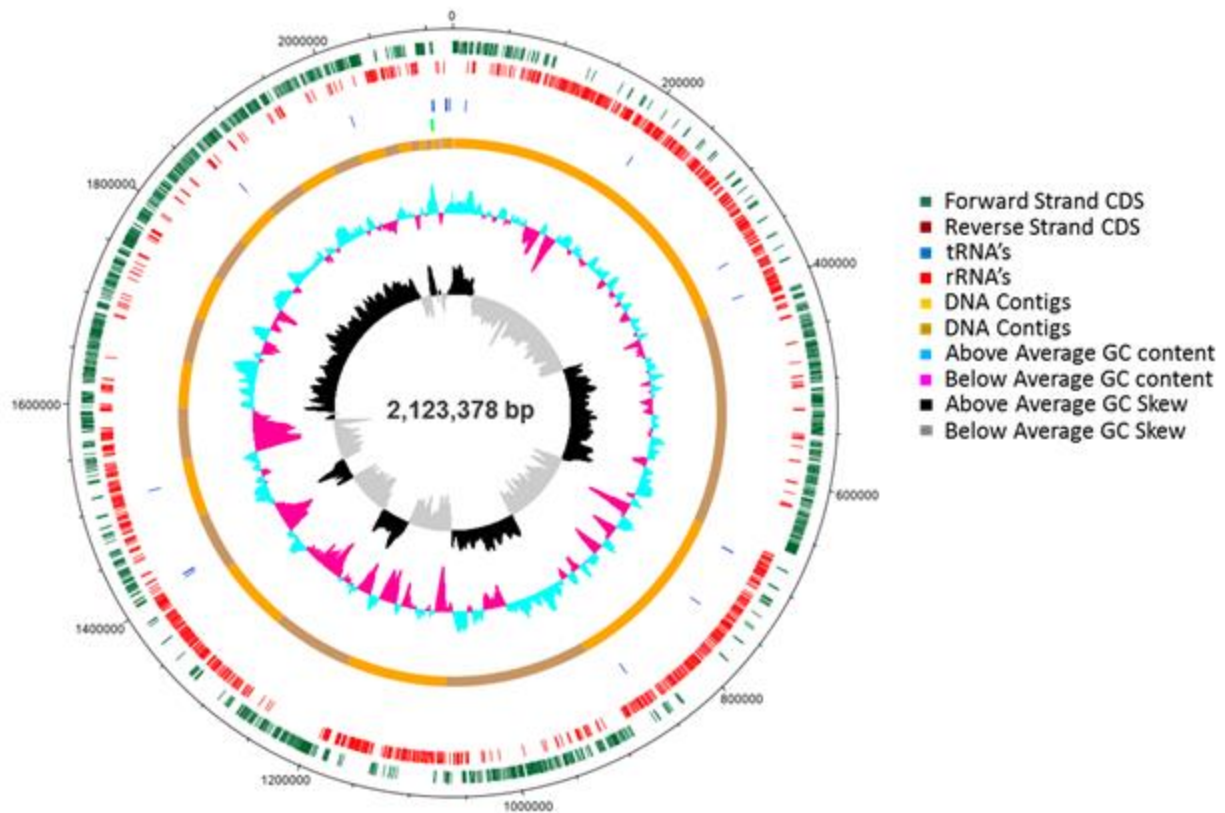 0
200000
400000
600000
800000
1000000
1200000
1400000
1600000
1800000
2000000
2,123,378 bp
Forward Strand CDS
Reverse Strand CDS
tRNA's
rRNA's
DNA Contigs
DNA Contigs
Above Average GC content
Below Average GC content
Above Average GC Skew
Below Average GC Skew